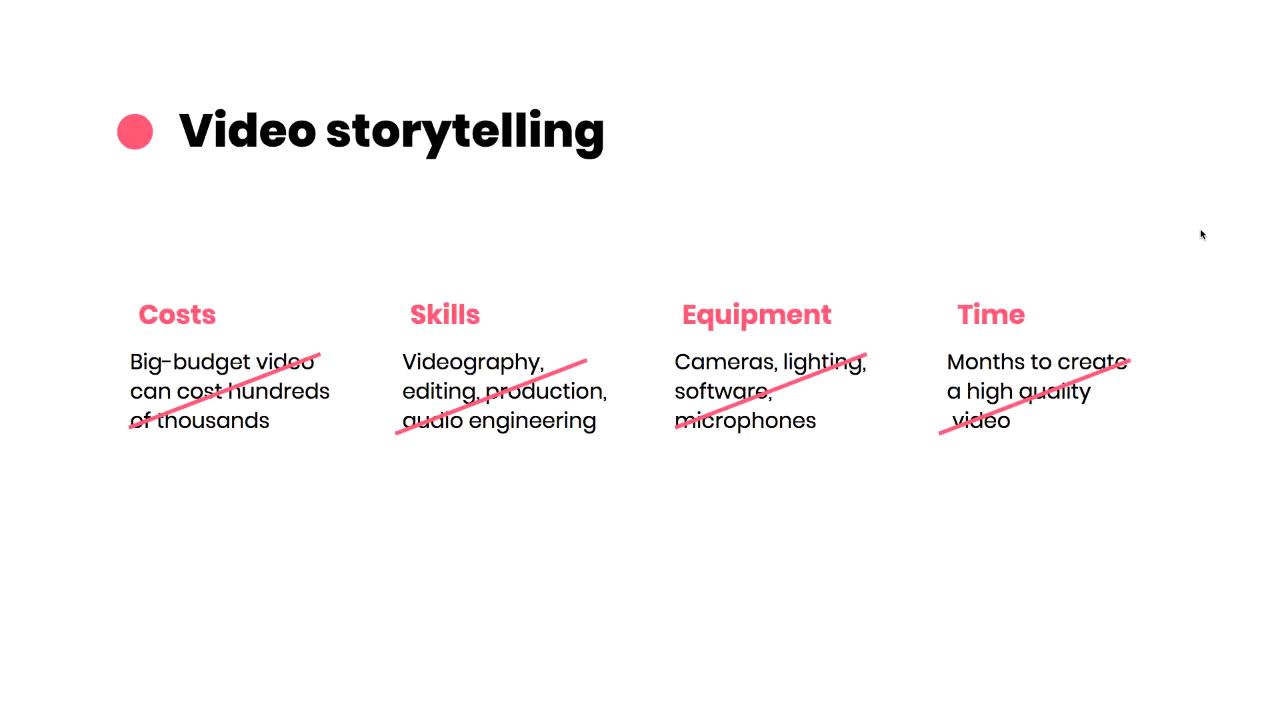 Video storytelling
Costs
Big-budget video
can cost hundreds
of thousands
Skills
Videography,
editing, production,
audio engineering
Equipment
Cameras, lighting,
software,
microphones
Time
Months to create
a high quality
video